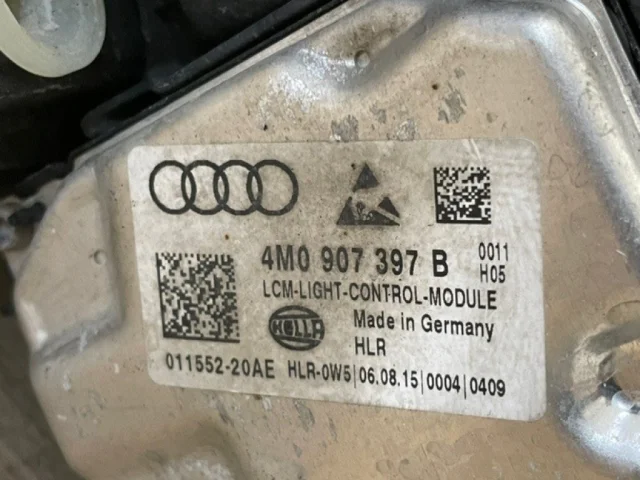 4M0 907 397 B 0011
H05
LCM-LIGHT-CONTROL-MODULE
HELLA Made in Germany
HLR
011552-20AE HLR-0W5|06.08.15|0004|0409